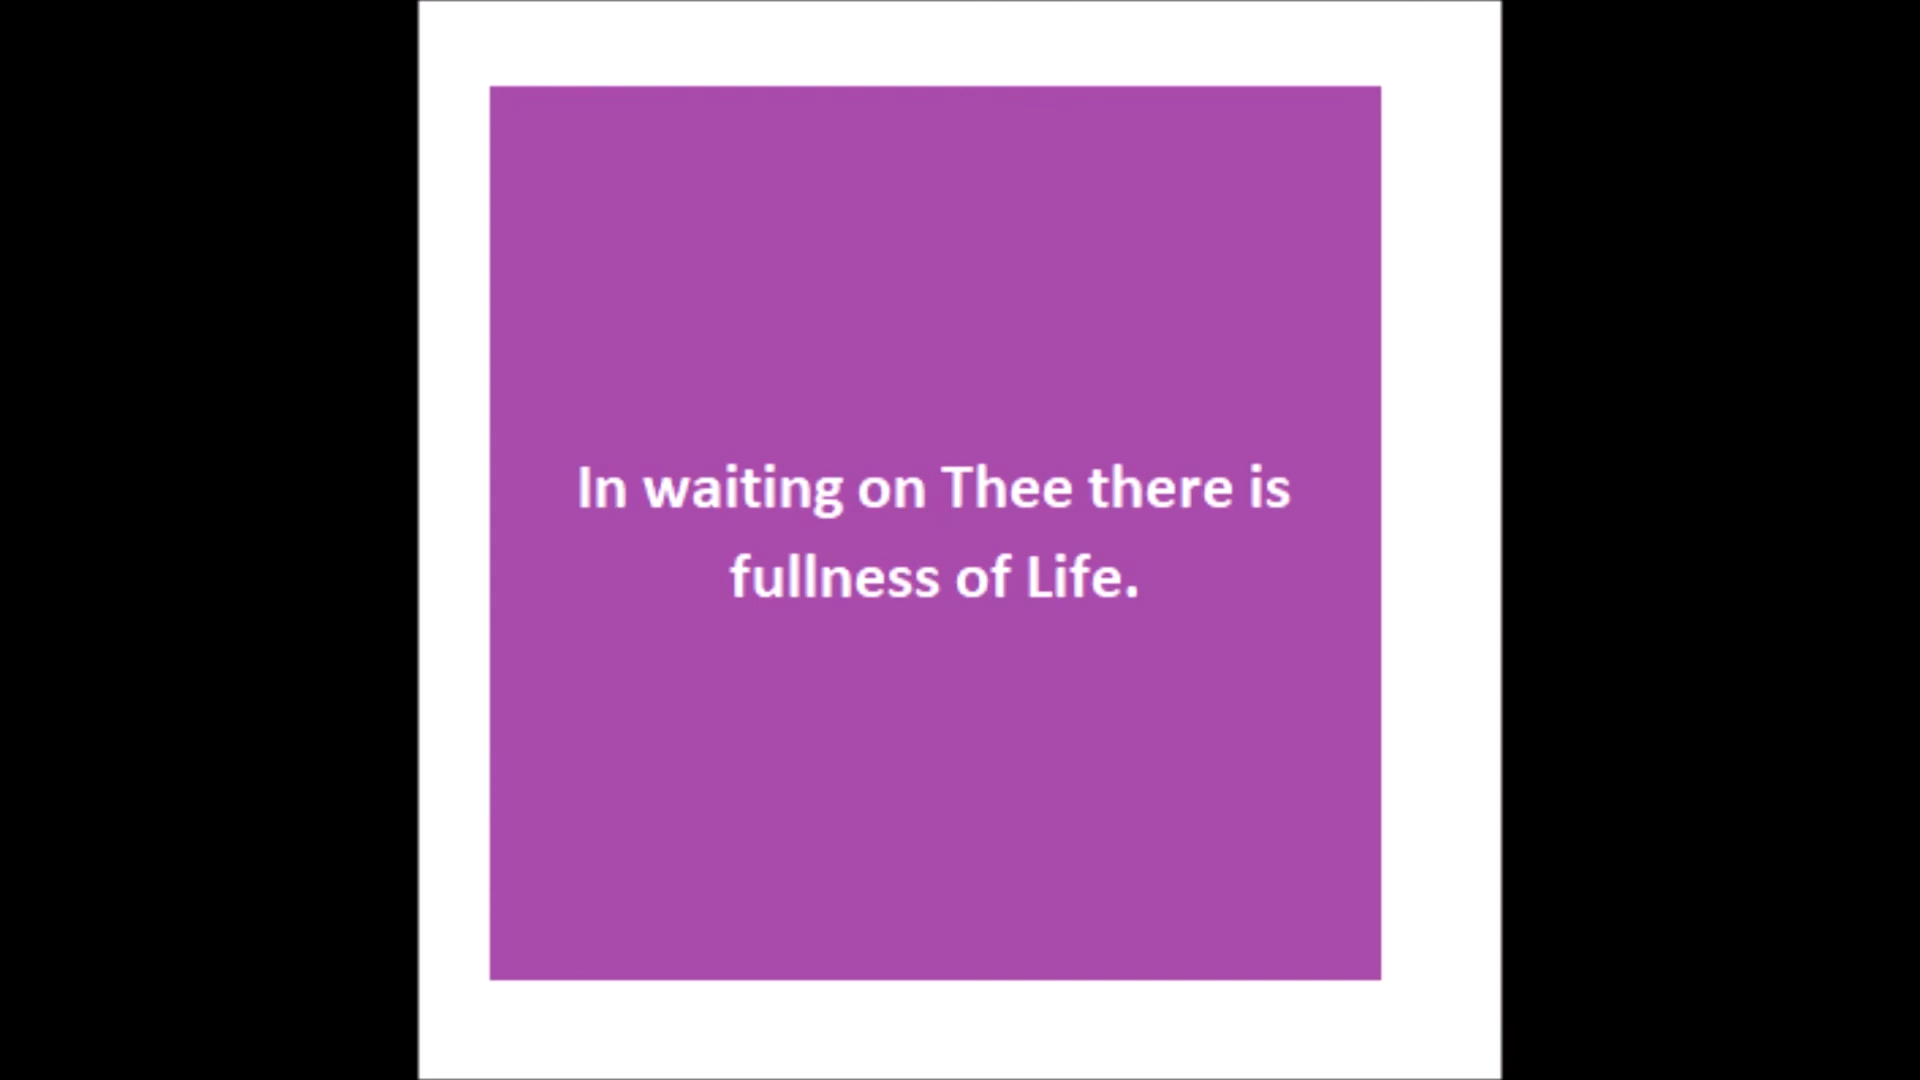 In waiting on Thee there is
fullness of Life.